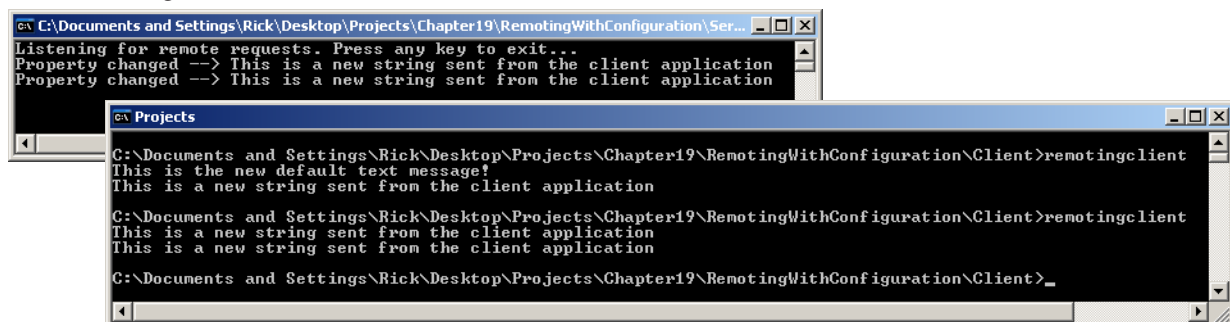 C:\Documents and Settings\Rick\Desktop\Projects\Chapter19\RemotingWithConfiguration\Ser...
Listening for remote requests. Press any key to exit...
Property changed --> This is a new string sent from the client application
Property changed --> This is a new string sent from the client application
Projects
C:\Documents and Settings\Rick\Desktop\Projects\Chapter19\RemotingWithConfiguration\Client>remotingclient
This is the new default text message!
This is a new string sent from the client application
C:\Documents and Settings\Rick\Desktop\Projects\Chapter19\RemotingWithConfiguration\Client>remotingclient
This is a new string sent from the client application
This is a new string sent from the client application
C:\Documents and Settings\Rick\Desktop\Projects\Chapter19\RemotingWithConfiguration\Client>_